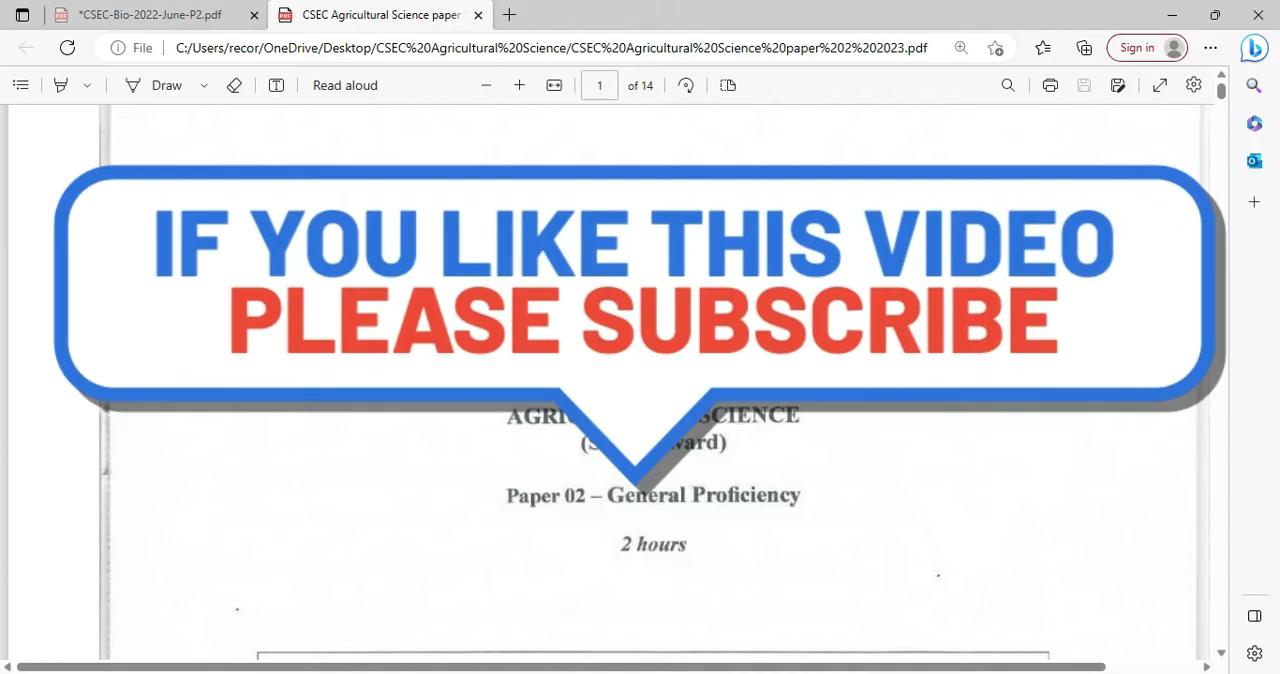 *CSEC-Bio-2022-June-P2.pdf
CSEC Agricultural Science paper
File
C:/Users/recor/OneDrive/Desktop/CSEC%20Agricultural%20Science/CSEC%20Agricultural%20Science%20paper%202%202023.pdf
Sign in
Draw
Read aloud
1 of 14
IF YOU LIKE THIS VIDEO
PLEASE SUBSCRIBE
SCIENCE
Paper 02 – General Proficiency
2 hours